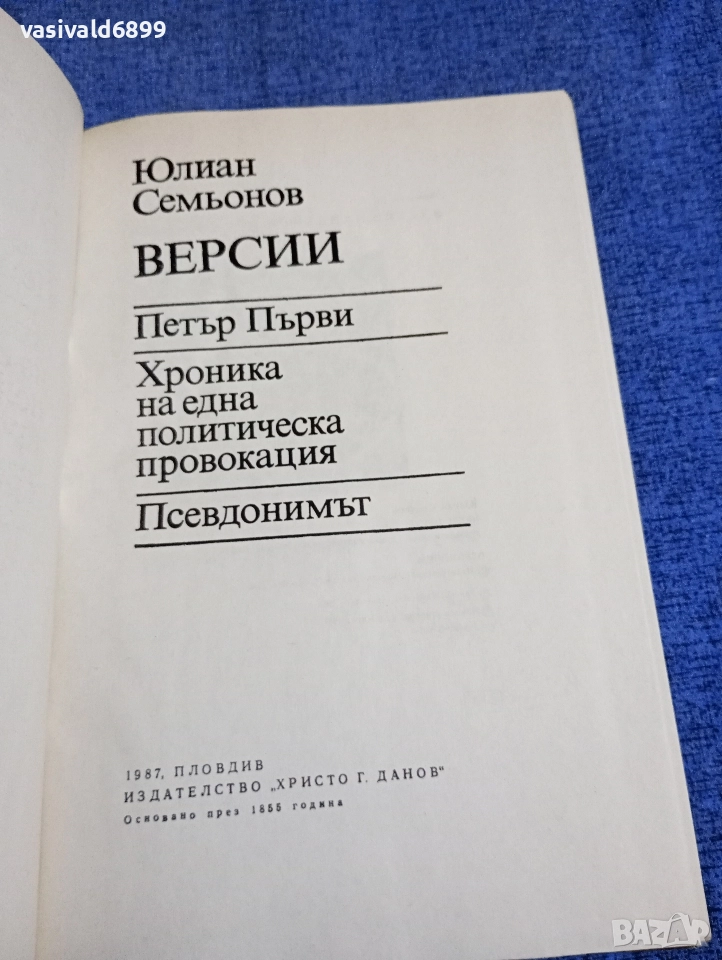 vasivald6899
Юлиан
Семьонов
ВЕРСИИ
Петър Първи
Хроника
на една
политическа
провокация
Псевдонимът
1987, ПЛОВДИВ
ИЗДАТЕЛСТВО „ХРИСТО Г. ДАНОВ"
Основано през 1855 година
BAZAR